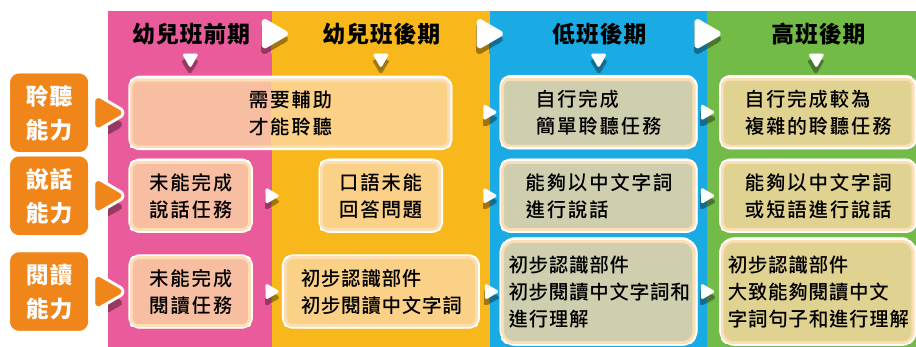 幼兒班前期
幼兒班後期
低班後期
高班後期
聆聽
能力
需要輔助
才能聆聽
自行完成
簡單聆聽任務
自行完成較為
複雜的聆聽任務
說話
能力
未能完成
說話任務
口語未能
回答問題
能夠以中文字詞
進行說話
能夠以中文字詞
或短語進行說話
閱讀
能力
未能完成
閱讀任務
初步認識部件
初步閱讀中文字詞
初步認識部件
初步閱讀中文字詞和
進行理解
初步認識部件
大致能夠閱讀中文
字詞句子和進行理解